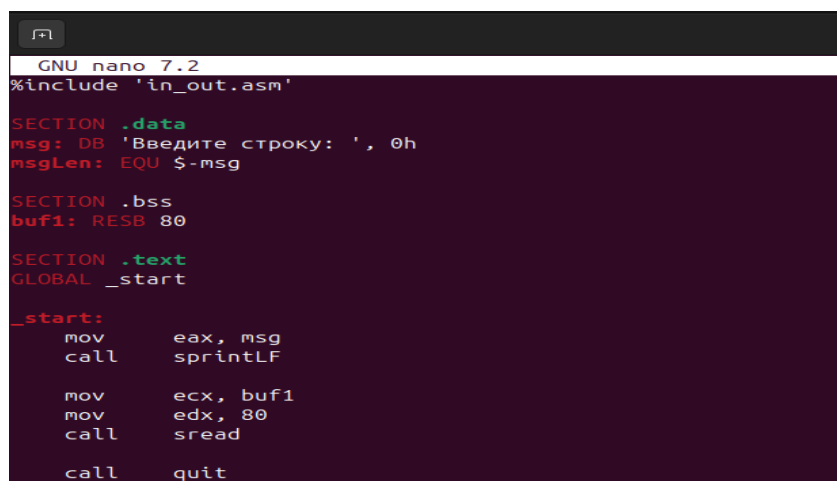 GNU nano 7.2
%include 'in_out.asm'
SECTION .data
msg: DB 'Введите строку: ', 0h
msgLen: EQU $-msg
SECTION .bss
buf1: RESB 80
SECTION .text
GLOBAL _start
_start:
mov eax, msg
call sprintLF
mov ecx, buf1
mov edx, 80
call sread
call quit